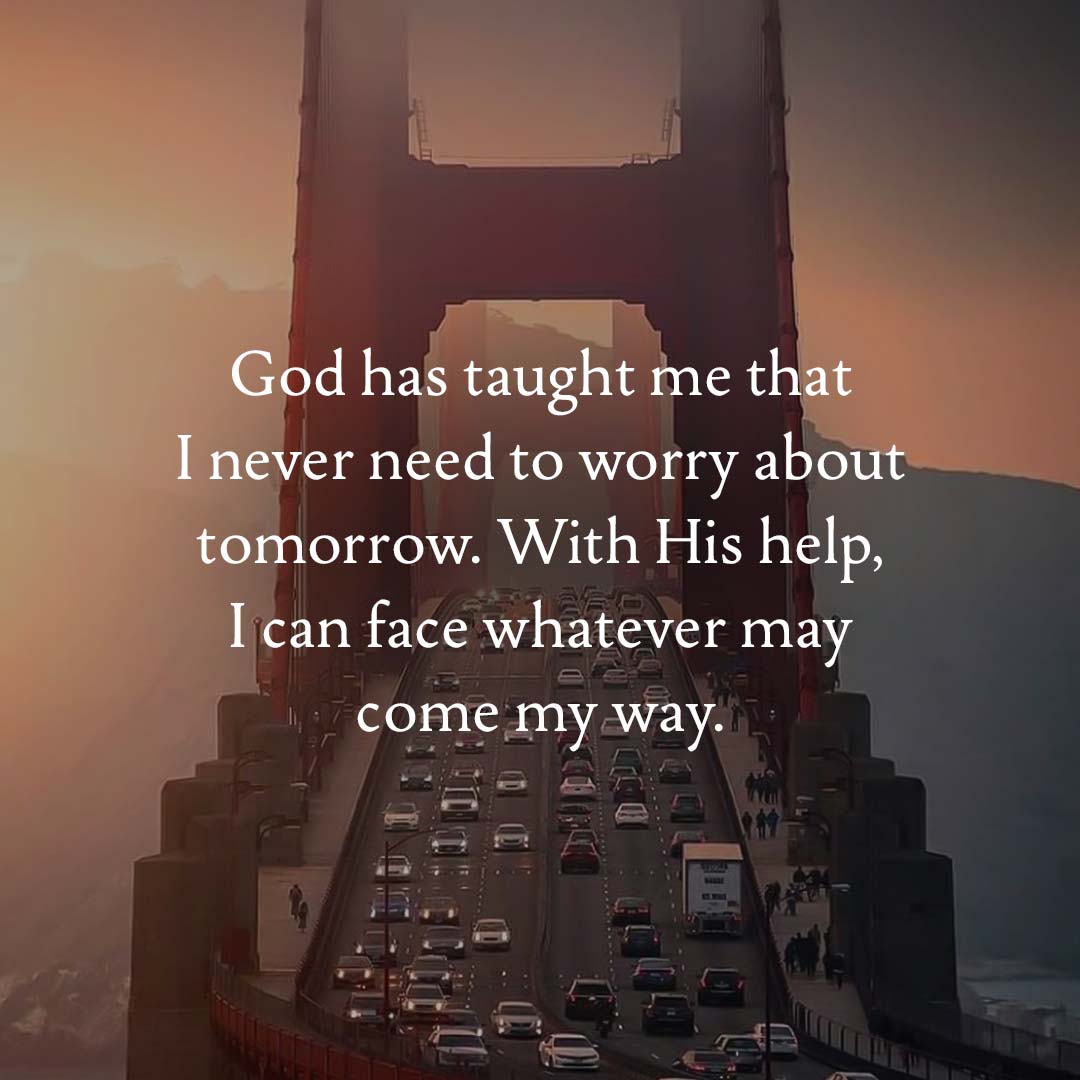 God has taught me that
I never need to worry about
tomorrow. With His help,
I can face whatever may
come my way.